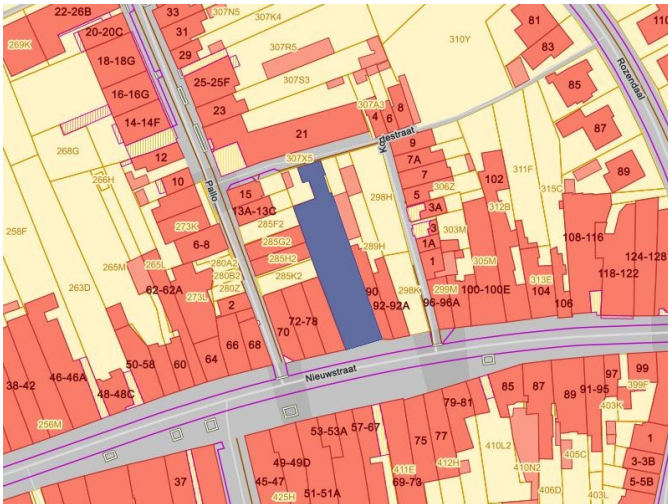 22-26B
33
307N5
307K4
310Y
81
110
269K
20-20C
31
83
18-18G
29
307R5
Rozendaal
25-25F
307S3
85
16-16G
307A3
8
23
4
6
14-14F
21
87
Kortestraat
9
268G
12
307X5
7A
311F
89
266H
10
Pallo
15
7
306Z
102
315C
13A-13C
298H
5
312B
258F
273K
285F2
3A
303M
108-116
6-8
285G2
289H
3
124-128
265M
265L
280A2
285H2
1A
305M
118-122
263D
62-62A
280B2
285K2
1
313E
273L
280Z
90
298K
299M
100-100E
104
2
92-92A
96-96A
106
72-78
70
50-58
66
68
64
60
38-42
46-46A
48-48C
Nieuwstraat
97
99
85
87
89
91-95
399F
256M
79-81
403K
57-67
53-53A
75
77
1
410L2
405C
3-3B
49-49D
411E
412H
410N2
37
45-47
69-73
5-5B
51-51A
406D
403L
425H